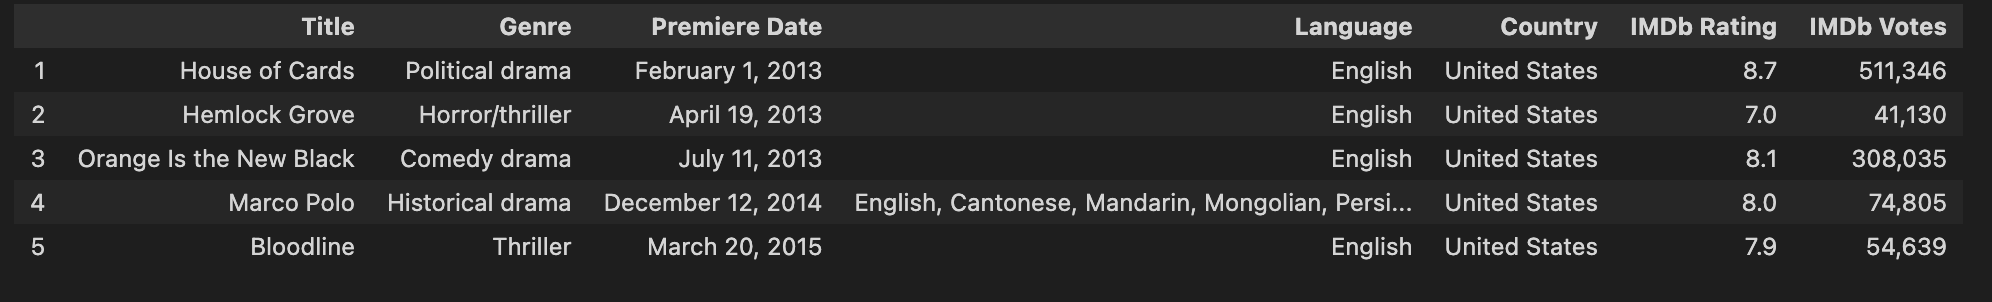 Title Genre Premiere Date Language Country IMDb Rating IMDb Votes
1 House of Cards Political drama February 1, 2013 English United States 8.7 511,346
2 Hemlock Grove Horror/thriller April 19, 2013 English United States 7.0 41,130
3 Orange Is the New Black Comedy drama July 11, 2013 English United States 8.1 308,035
4 Marco Polo Historical drama December 12, 2014 English, Cantonese, Mandarin, Mongolian, Persi... United States 8.0 74,805
5 Bloodline Thriller March 20, 2015 English United States 7.9 54,639